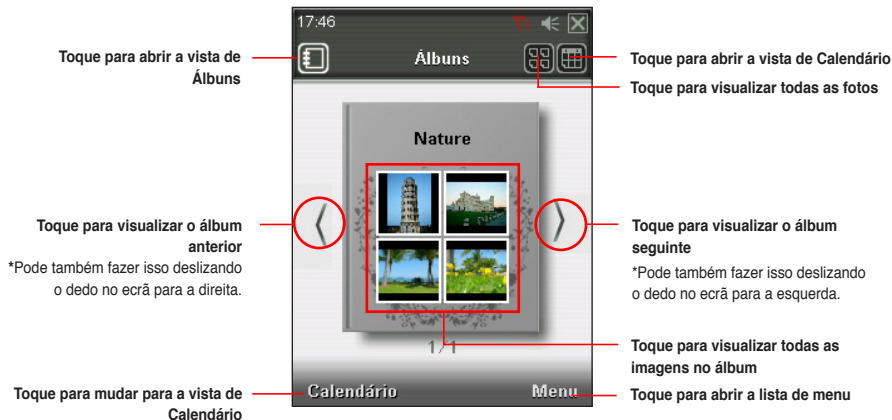 17:46
Álbuns
Toque para abrir a vista de
Álbuns
Toque para abrir a vista de Calendário
Toque para visualizar todas as fotos
Nature
Toque para visualizar o álbum
anterior
*Pode também fazer isso deslizando
o dedo no ecrã para a direita.
Toque para visualizar o álbum
seguinte
*Pode também fazer isso deslizando
o dedo no ecrã para a esquerda.
1/1
Toque para visualizar todas as
imagens no álbum
Calendário
Menu
Toque para mudar para a vista de
Calendário
Toque para abrir a lista de menu